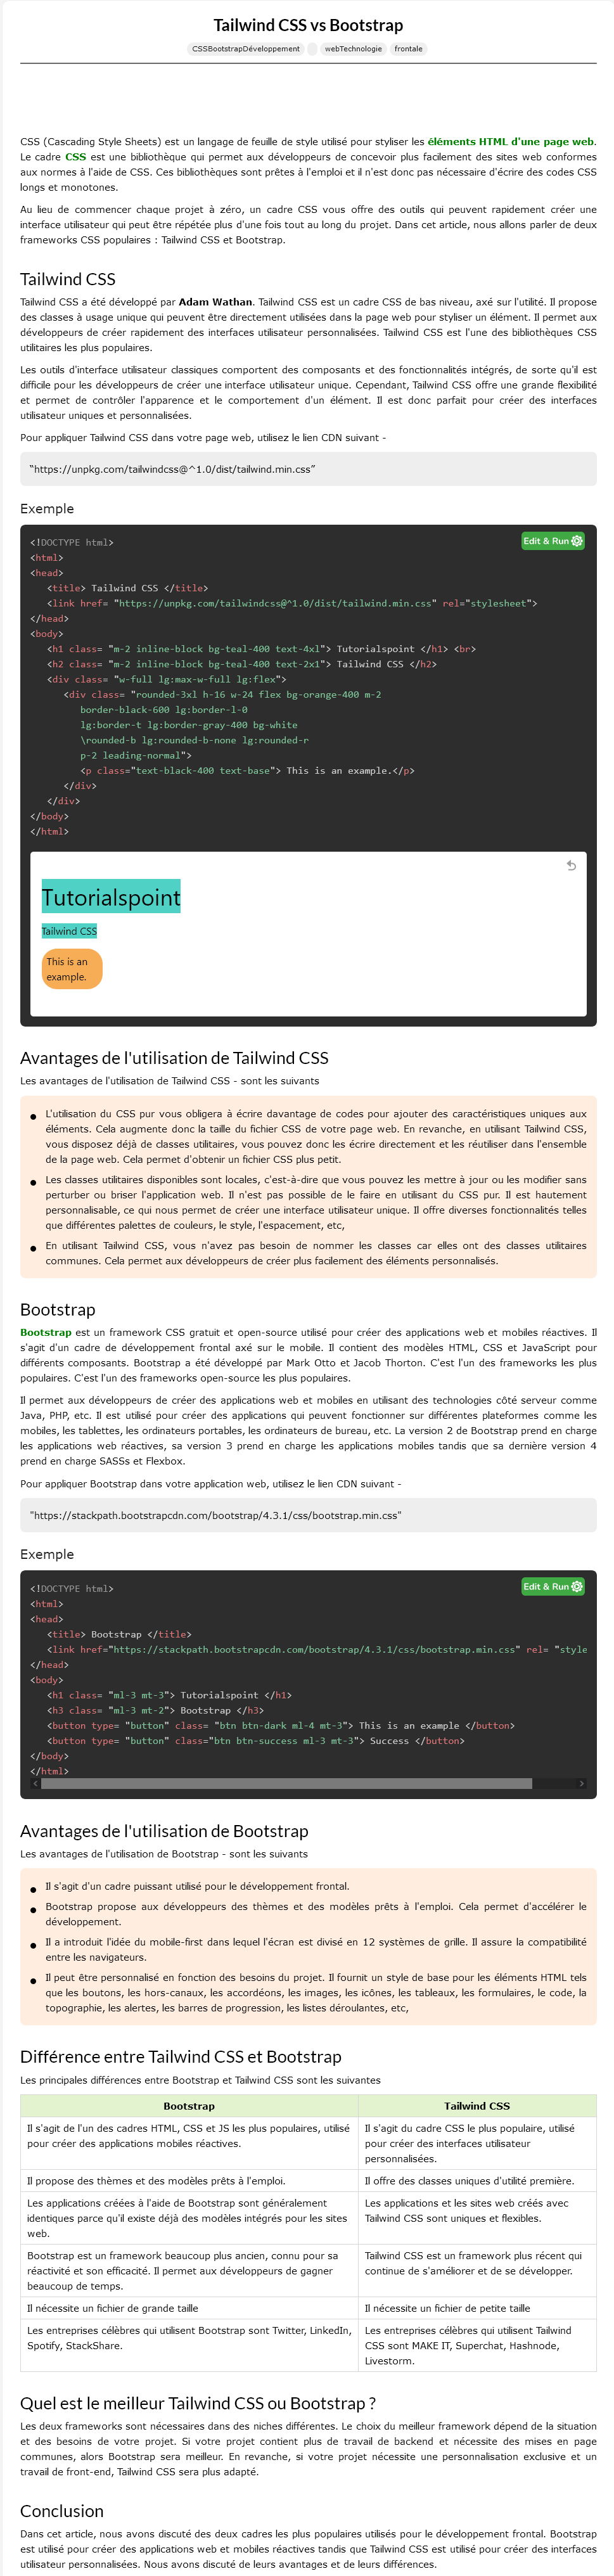 Tailwind CSS vs Bootstrap
CSSBootstrapDéveloppement webTechnologie frontale
CSS (Cascading Style Sheets) est un langage de feuille de style utilisé pour styliser les éléments HTML d'une page web.
Le cadre CSS est une bibliothèque qui permet aux développeurs de concevoir plus facilement des sites web conformes
aux normes à l'aide de CSS. Ces bibliothèques sont prêtes à l'emploi et il n'est donc pas nécessaire d'écrire des codes CSS
longs et monotones.
Au lieu de commencer chaque projet à zéro, un cadre CSS vous offre des outils qui peuvent rapidement créer une
interface utilisateur qui peut être répétée plus d'une fois tout au long du projet. Dans cet article, nous allons parler de deux
frameworks CSS populaires : Tailwind CSS et Bootstrap.
Tailwind CSS
Tailwind CSS a été développé par Adam Wathan. Tailwind CSS est un cadre CSS de bas niveau, axé sur l'utilité. Il propose
des classes à usage unique qui peuvent être directement utilisées dans la page web pour styliser un élément. Il permet aux
développeurs de créer rapidement des interfaces utilisateur personnalisées. Tailwind CSS est l'une des bibliothèques CSS
utilitaires les plus populaires.
Les outils d'interface utilisateur classiques comportent des composants et des fonctionnalités intégrés, de sorte qu'il est
difficile pour les développeurs de créer une interface utilisateur unique. Cependant, Tailwind CSS offre une grande flexibilité
et permet de contrôler l'apparence et le comportement d'un élément. Il est donc parfait pour créer des interfaces
utilisateur uniques et personnalisées.
Pour appliquer Tailwind CSS dans votre page web, utilisez le lien CDN suivant -
“https://unpkg.com/tailwindcss@^1.0/dist/tailwind.min.css”
Exemple
Edit & Run
<!DOCTYPE html>
<html>
<head>
<title> Tailwind CSS </title>
<link href= "https://unpkg.com/tailwindcss@^1.0/dist/tailwind.min.css" rel="stylesheet">
</head>
<body>
<h1 class= "m-2 inline-block bg-teal-400 text-4xl"> Tutorialspoint </h1> <br>
<h2 class= "m-2 inline-block bg-teal-400 text-2x1"> Tailwind CSS </h2>
<div class= "w-full lg:max-w-full lg:flex">
<div class= "rounded-3xl h-16 w-24 flex bg-orange-400 m-2
border-black-600 lg:border-l-0
lg:border-t lg:border-gray-400 bg-white
\rounded-b lg:rounded-b-none lg:rounded-r
p-2 leading-normal">
<p class="text-black-400 text-base"> This is an example.</p>
</div>
</div>
</body>
</html>
Tutorialspoint
Tailwind CSS
This is an
example.
Avantages de l'utilisation de Tailwind CSS
Les avantages de l'utilisation de Tailwind CSS - sont les suivants
L'utilisation du CSS pur vous obligera à écrire davantage de codes pour ajouter des caractéristiques uniques aux
éléments. Cela augmente donc la taille du fichier CSS de votre page web. En revanche, en utilisant Tailwind CSS,
vous disposez déjà de classes utilitaires, vous pouvez donc les écrire directement et les réutiliser dans l'ensemble
de la page web. Cela permet d'obtenir un fichier CSS plus petit.
Les classes utilitaires disponibles sont locales, c'est-à-dire que vous pouvez les mettre à jour ou les modifier sans
perturber ou briser l'application web. Il n'est pas possible de le faire en utilisant du CSS pur. Il est hautement
personnalisable, ce qui nous permet de créer une interface utilisateur unique. Il offre diverses fonctionnalités telles
que différentes palettes de couleurs, le style, l'espacement, etc,
En utilisant Tailwind CSS, vous n'avez pas besoin de nommer les classes car elles ont des classes utilitaires
communes. Cela permet aux développeurs de créer plus facilement des éléments personnalisés.
Bootstrap
Bootstrap est un framework CSS gratuit et open-source utilisé pour créer des applications web et mobiles réactives. Il
s'agit d'un cadre de développement frontal axé sur le mobile. Il contient des modèles HTML, CSS et JavaScript pour
différents composants. Bootstrap a été développé par Mark Otto et Jacob Thorton. C'est l'un des frameworks les plus
populaires. C'est l'un des frameworks open-source les plus populaires.
Il permet aux développeurs de créer des applications web et mobiles en utilisant des technologies côté serveur comme
Java, PHP, etc. Il est utilisé pour créer des applications qui peuvent fonctionner sur différentes plateformes comme les
mobiles, les tablettes, les ordinateurs portables, les ordinateurs de bureau, etc. La version 2 de Bootstrap prend en charge
les applications web réactives, sa version 3 prend en charge les applications mobiles tandis que sa dernière version 4
prend en charge SASSs et Flexbox.
Pour appliquer Bootstrap dans votre application web, utilisez le lien CDN suivant -
"https://stackpath.bootstrapcdn.com/bootstrap/4.3.1/css/bootstrap.min.css"
Exemple
Edit & Run
<!DOCTYPE html>
<html>
<head>
<title> Bootstrap </title>
<link href="https://stackpath.bootstrapcdn.com/bootstrap/4.3.1/css/bootstrap.min.css" rel= "style
</head>
<body>
<h1 class= "ml-3 mt-3"> Tutorialspoint </h1>
<h3 class= "ml-3 mt-2"> Bootstrap </h3>
<button type= "button" class= "btn btn-dark ml-4 mt-3"> This is an example </button>
<button type= "button" class="btn btn-success ml-3 mt-3"> Success </button>
</body>
</html>
Avantages de l'utilisation de Bootstrap
Les avantages de l'utilisation de Bootstrap - sont les suivants
Il s'agit d'un cadre puissant utilisé pour le développement frontal.
Bootstrap propose aux développeurs des thèmes et des modèles prêts à l'emploi. Cela permet d'accélérer le
développement.
Il a introduit l'idée du mobile-first dans lequel l'écran est divisé en 12 systèmes de grille. Il assure la compatibilité
entre les navigateurs.
Il peut être personnalisé en fonction des besoins du projet. Il fournit un style de base pour les éléments HTML tels
que les boutons, les hors-canaux, les accordéons, les images, les icônes, les tableaux, les formulaires, le code, la
topographie, les alertes, les barres de progression, les listes déroulantes, etc,
Différence entre Tailwind CSS et Bootstrap
Les principales différences entre Bootstrap et Tailwind CSS sont les suivantes
Bootstrap
Tailwind CSS
Il s'agit de l'un des cadres HTML, CSS et JS les plus populaires, utilisé
pour créer des applications mobiles réactives.
Il s'agit du cadre CSS le plus populaire, utilisé
pour créer des interfaces utilisateur
personnalisées.
Il propose des thèmes et des modèles prêts à l'emploi.
Il offre des classes uniques d'utilité première.
Les applications créées à l'aide de Bootstrap sont généralement
identiques parce qu'il existe déjà des modèles intégrés pour les sites
web.
Les applications et les sites web créés avec
Tailwind CSS sont uniques et flexibles.
Bootstrap est un framework beaucoup plus ancien, connu pour sa
réactivité et son efficacité. Il permet aux développeurs de gagner
beaucoup de temps.
Tailwind CSS est un framework plus récent qui
continue de s'améliorer et de se développer.
Il nécessite un fichier de grande taille
Il nécessite un fichier de petite taille
Les entreprises célèbres qui utilisent Bootstrap sont Twitter, LinkedIn,
Spotify, StackShare.
Les entreprises célèbres qui utilisent Tailwind
CSS sont MAKE IT, Superchat, Hashnode,
Livestorm.
Quel est le meilleur Tailwind CSS ou Bootstrap ?
Les deux frameworks sont nécessaires dans des niches différentes. Le choix du meilleur framework dépend de la situation
et des besoins de votre projet. Si votre projet contient plus de travail de backend et nécessite des mises en page
communes, alors Bootstrap sera meilleur. En revanche, si votre projet nécessite une personnalisation exclusive et un
travail de front-end, Tailwind CSS sera plus adapté.
Conclusion
Dans cet article, nous avons discuté des deux cadres les plus populaires utilisés pour le développement frontal. Bootstrap
est utilisé pour créer des applications web et mobiles réactives tandis que Tailwind CSS est utilisé pour créer des interfaces
utilisateur personnalisées. Nous avons discuté de leurs avantages et de leurs différences.